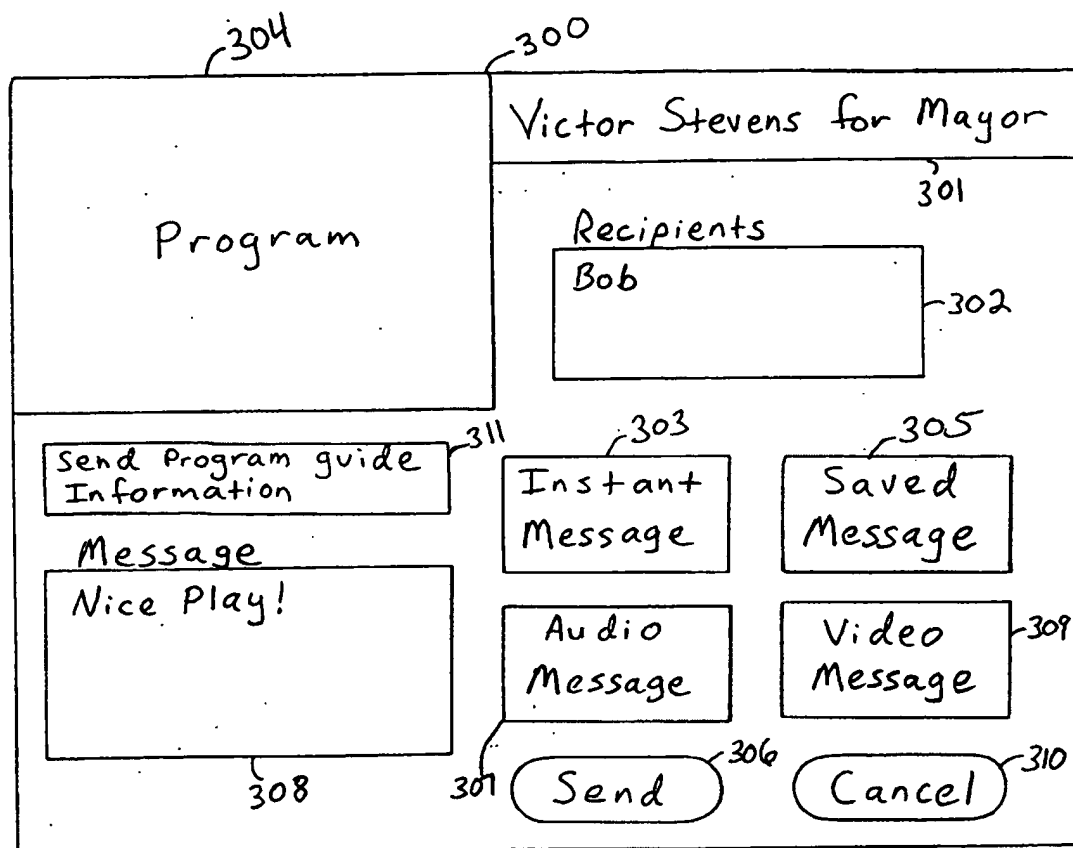 304
300
Victor Stevens for Mayor
301
Program
Recipients
Bob
302
311
Send Program guide
Information
303
305
Instant
Message
Saved
Message
Message
Nice Play!
308
Audio
Message
307
Video
Message
309
Send
306
Cancel
310